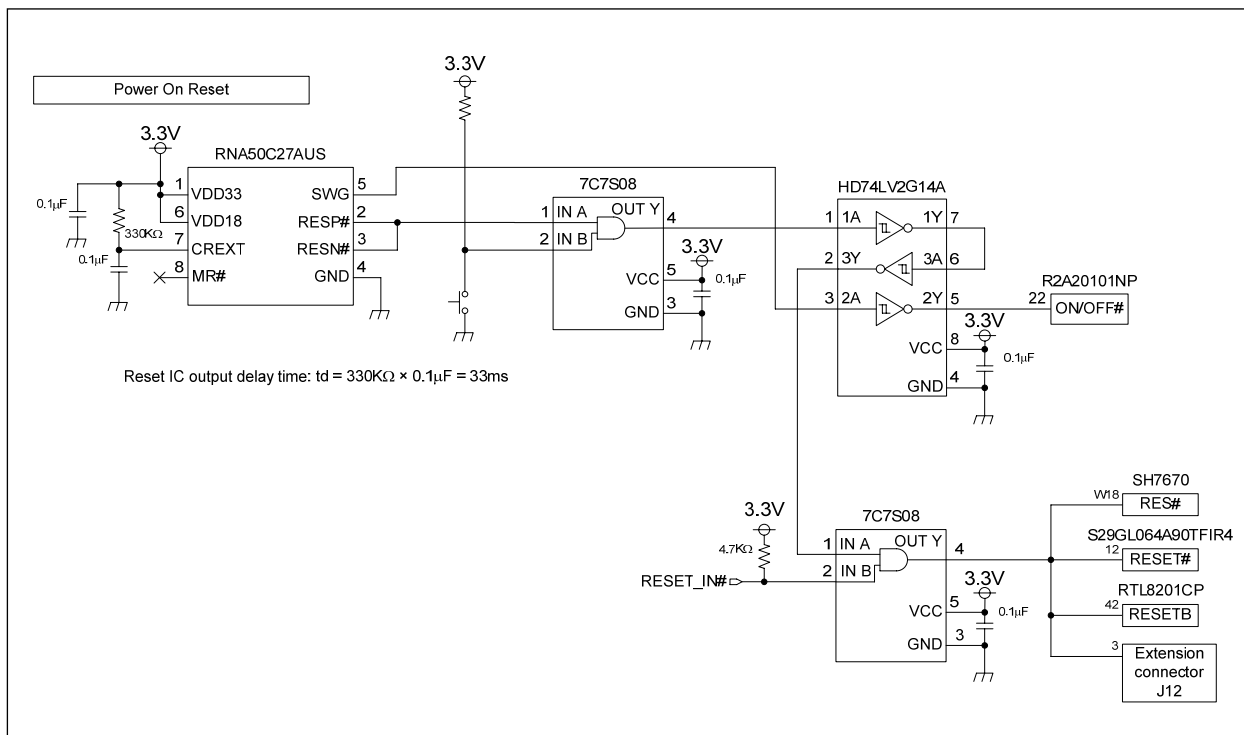 Power On Reset
3.3V
RNA50C27AUS
0.1μF
330KΩ
0.1μF
1 VDD33
6 VDD18
7 CREXT
8 MR#
SWG 5
RESP# 2
RESN# 3
GND 4
Reset IC output delay time: td = 330KΩ × 0.1μF = 33ms
3.3V
7C7S08
1 IN A
2 IN B
OUT Y 4
VCC 5
GND 3
3.3V
0.1μF
HD74LV2G14A
1 1A
1Y 7
2 3Y
3A 6
3 2A
2Y 5
VCC 8
GND 4
3.3V
0.1μF
R2A20101NP
22 ON/OFF#
3.3V
4.7KΩ
RESET_IN#
7C7S08
1 IN A
2 IN B
OUT Y 4
VCC 5
GND 3
3.3V
0.1μF
SH7670
W18 RES#
S29GL064A90TFIR4
12 RESET#
RTL8201CP
42 RESETB
3 Extension
connector
J12